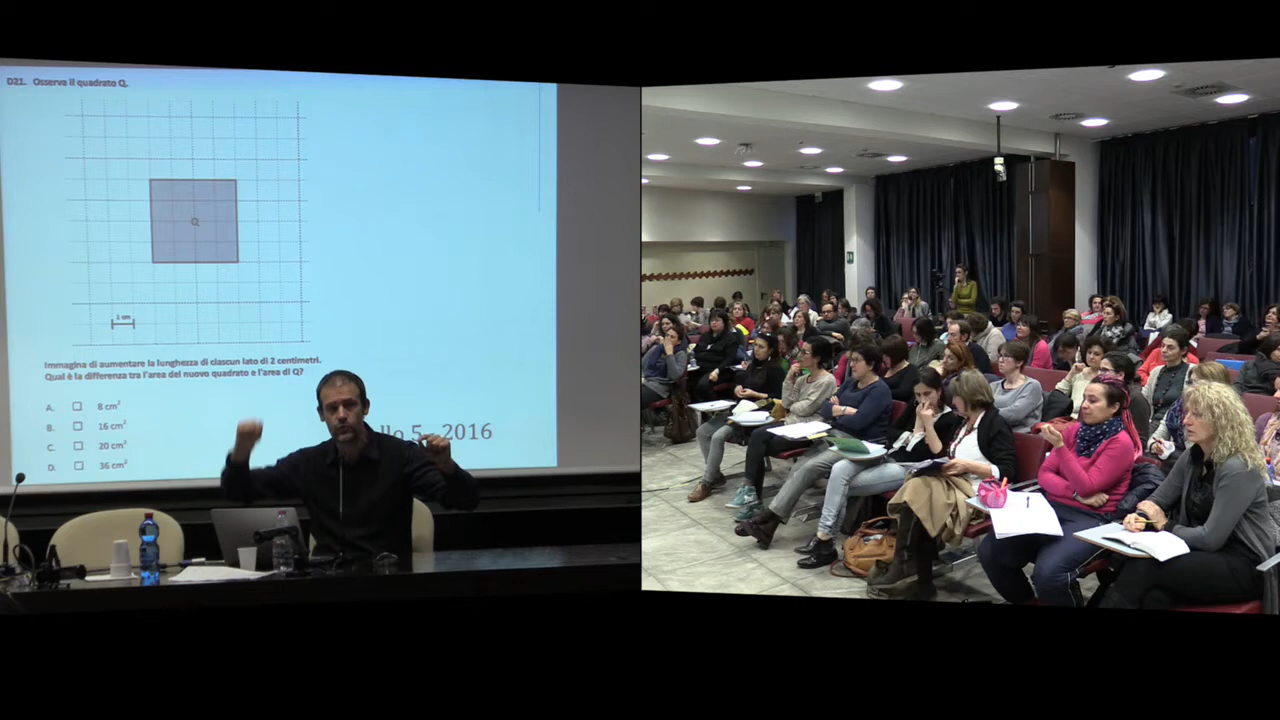 D21. Osserva il quadrato Q.
Q
1 cm
Immagina di aumentare la lunghezza di ciascun lato di 2 centimetri.
Qual è la differenza tra l'area del nuovo quadrato e l'area di Q?
A. 8 cm²
B. 16 cm²
C. 20 cm²
D. 36 cm²
5 - 2016